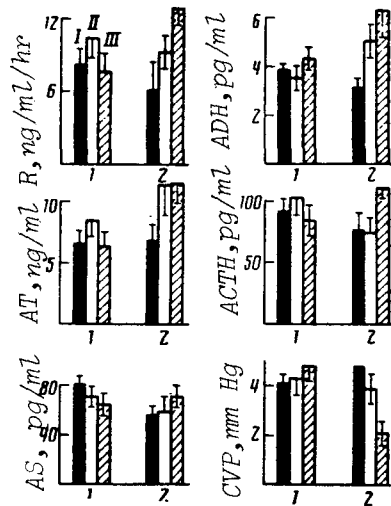 R, ng/ml/hr
12
6
I
II
III
1
2
ADH, pg/ml
6
4
2
1
2
AT, ng/ml
5
1
2
ACTH, pg/ml
100
50
1
2
AS, pg/ml
80
40
1
2
CVP, mm Hg
4
2
1
2